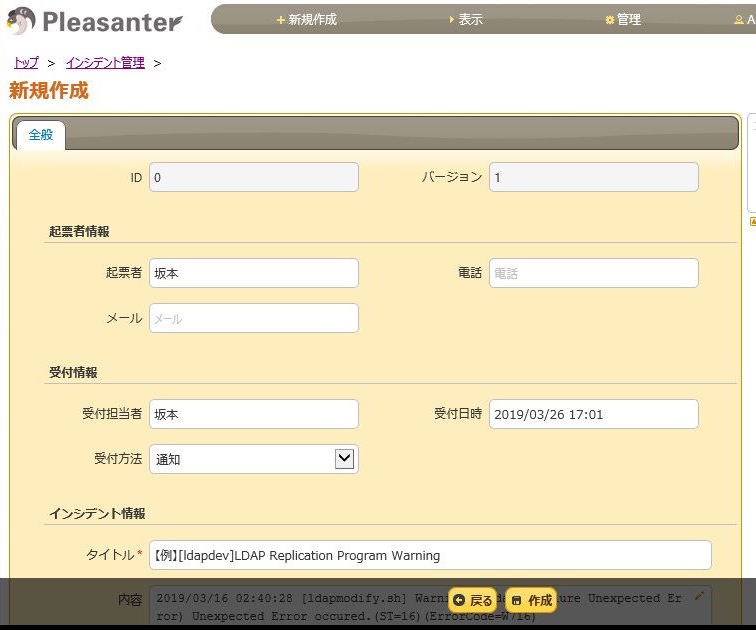 Pleasanter
新規作成 表示 管理 A
トップ > インシデント管理 >
新規作成
全般
ID 0 バージョン 1
起票者情報
起票者 坂本 電話 電話
メール メール
受付情報
受付担当者 坂本 受付日時 2019/03/26 17:01
受付方法 通知
インシデント情報
タイトル* 【例】[ldapdev]LDAP Replication Program Warning
内容 2019/03/16 02:40:28 [ldapmodify.sh] Warni ure Unexpected Er
ror) Unexpected Error occured.(ST=16)(ErrorCode=W716)
戻る 作成